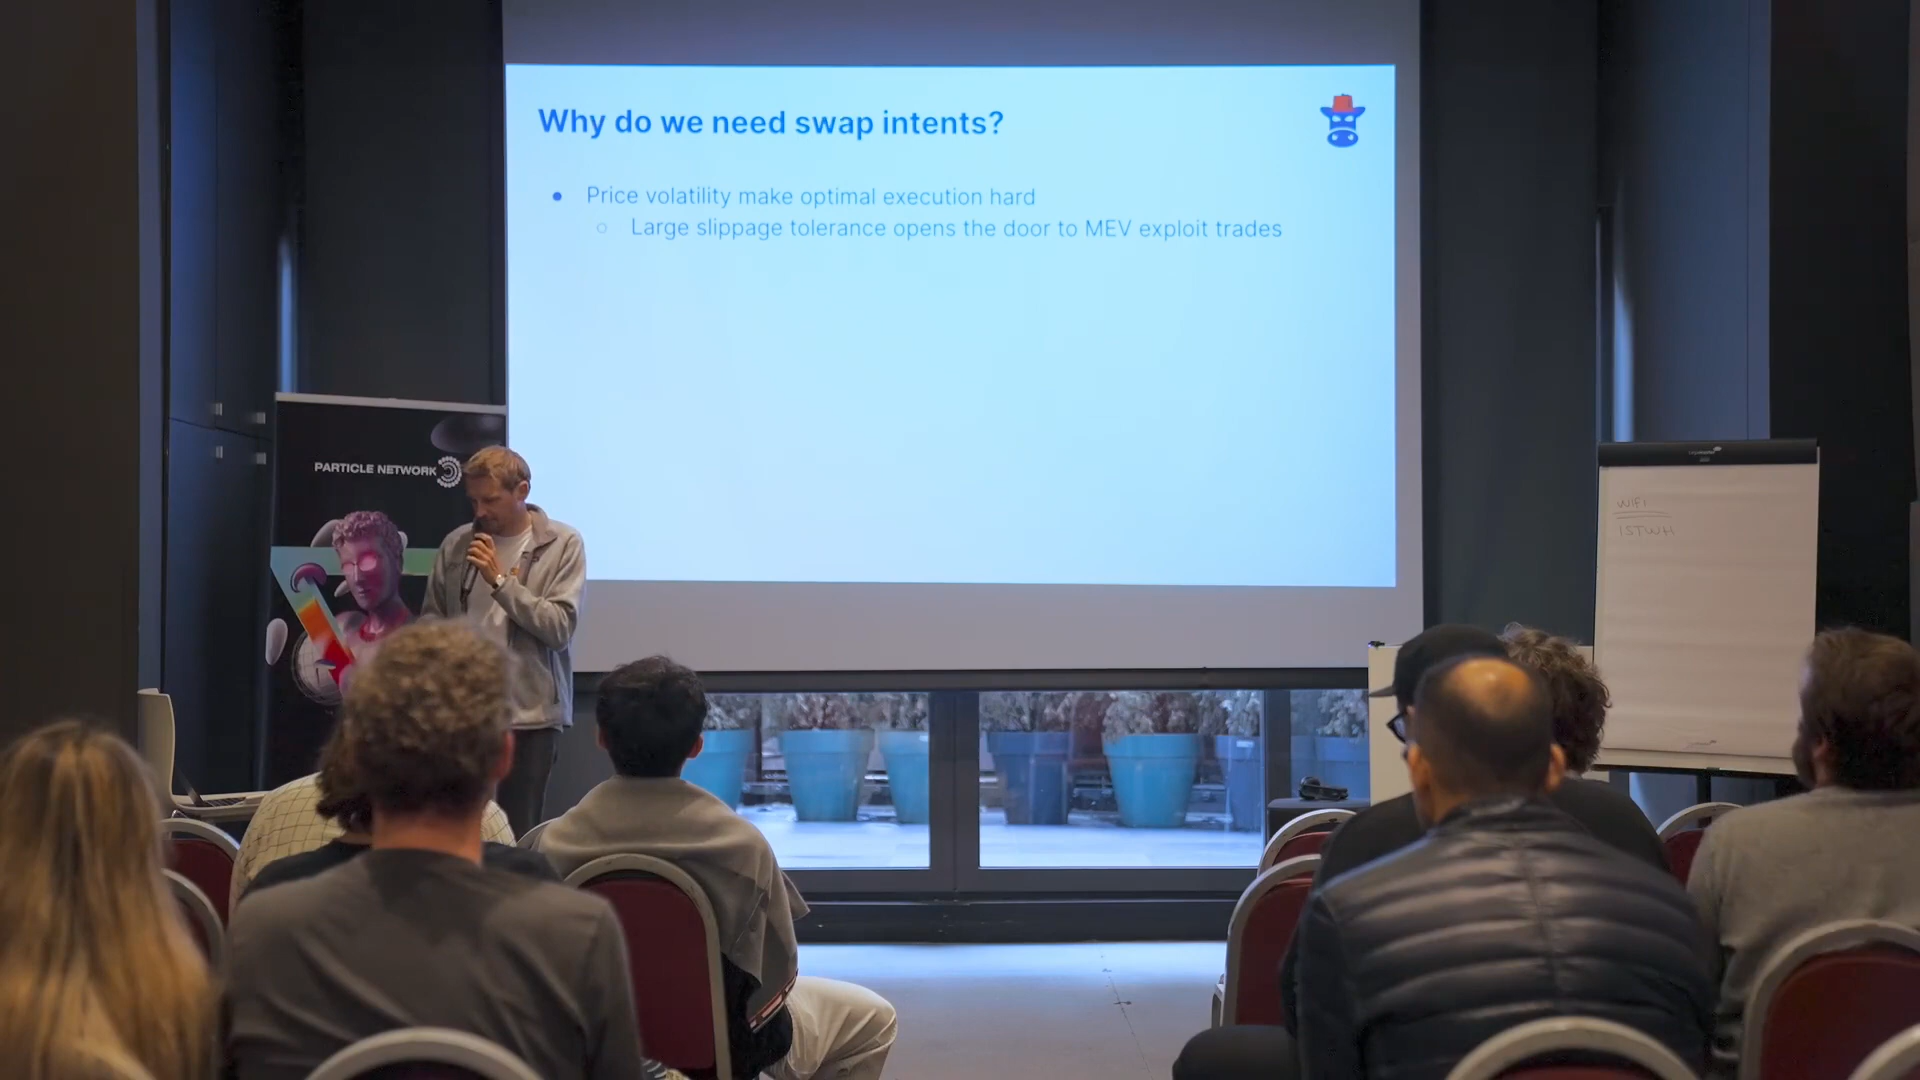 Why do we need swap intents?
Price volatility make optimal execution hard
Large slippage tolerance opens the door to MEV exploit trades
PARTICLE NETWORK
WIFI
ISTWH